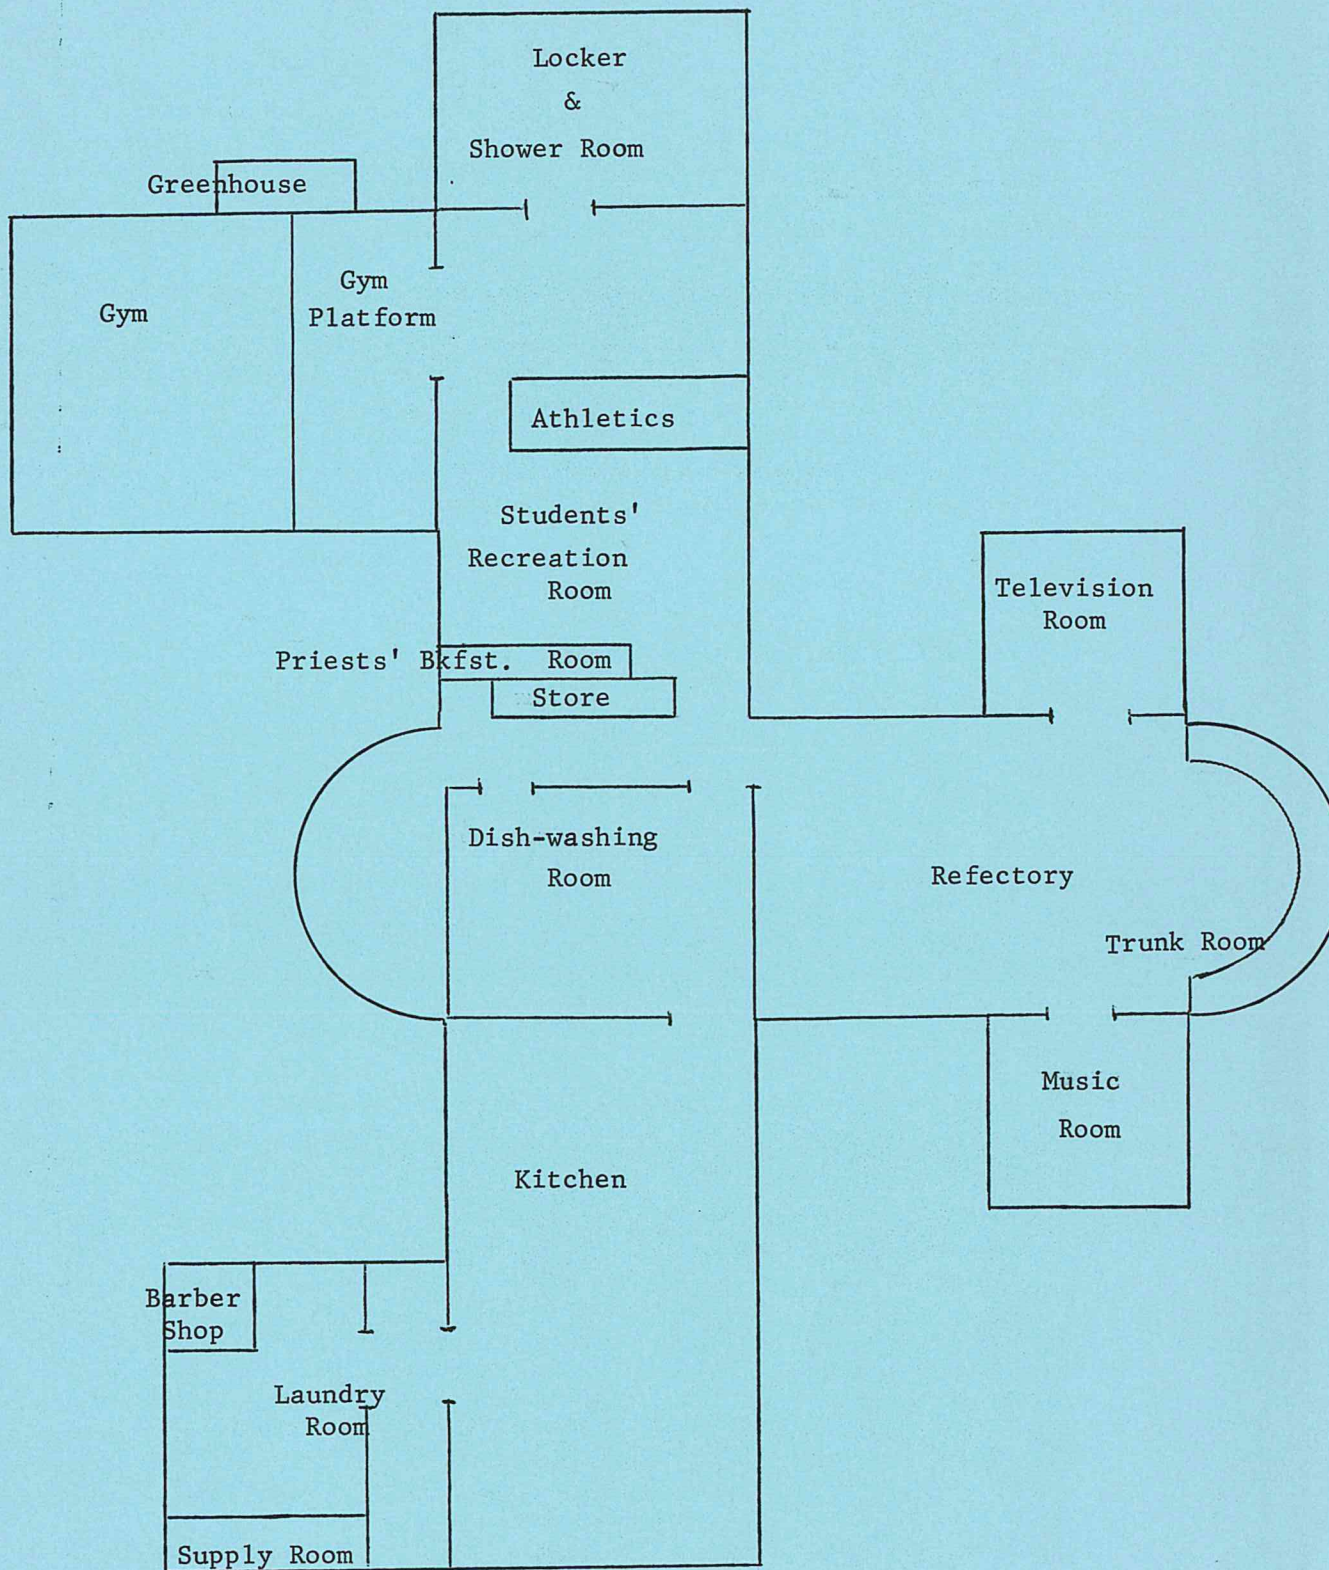 Locker
&
Shower Room
Greenhouse
Gym
Gym
Platform
Athletics
Students'
Recreation
Room
Television
Room
Priests' Bkfst. Room
Store
Dish-washing
Room
Refectory
Trunk Room
Music
Room
Kitchen
Barber
Shop
Laundry
Room
Supply Room